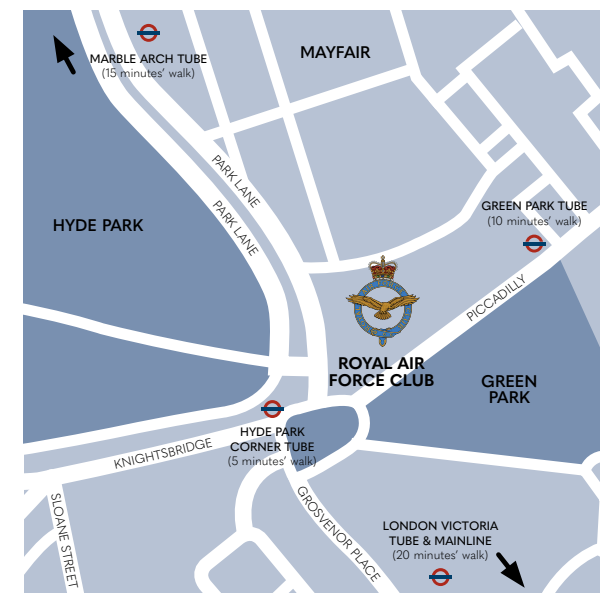 MARBLE ARCH TUBE
(15 minutes’ walk)
MAYFAIR
PARK LANE
PARK LANE
HYDE PARK
GREEN PARK TUBE
(10 minutes’ walk)
PICCADILLY
ROYAL AIR
FORCE CLUB
GREEN
PARK
HYDE PARK
CORNER TUBE
(5 minutes’ walk)
KNIGHTSBRIDGE
SLOANE STREET
GROSVENOR PLACE
LONDON VICTORIA
TUBE & MAINLINE
(20 minutes’ walk)